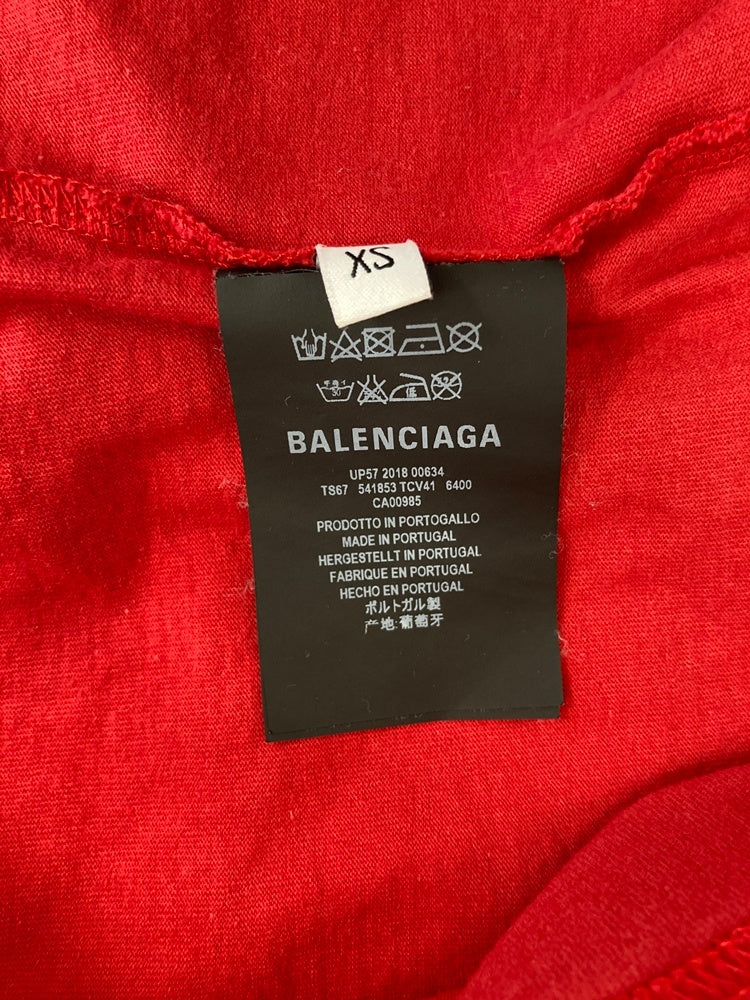 XS
BALENCIAGA
UP57 2018 00634
TS67 541853 TCV41 6400
CA00985
PRODOTTO IN PORTOGALLO
MADE IN PORTUGAL
HERGESTELLT IN PORTUGAL
FABRIQUE EN PORTUGAL
HECHO EN PORTUGAL
ポルトガル製
产地:葡萄牙